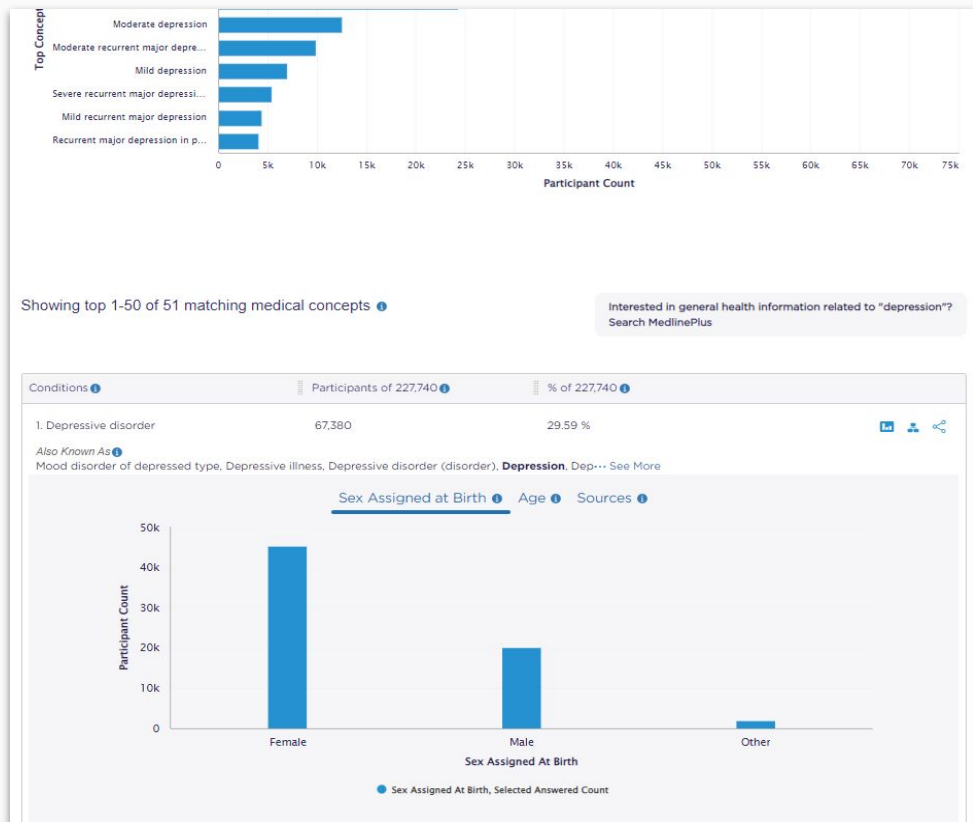 Top Concept
Moderate depression
Moderate recurrent major depre...
Mild depression
Severe recurrent major depressi...
Mild recurrent major depression
Recurrent major depression in p...
0 5k 10k 15k 20k 25k 30k 35k 40k 45k 50k 55k 60k 65k 70k 75k
Participant Count
Showing top 1-50 of 51 matching medical concepts
Interested in general health information related to "depression"?
Search MedlinePlus
Conditions Participants of 227,740 % of 227,740
1. Depressive disorder 67,380 29.59 %
Also Known As
Mood disorder of depressed type, Depressive illness, Depressive disorder (disorder), Depression, Dep··· See More
Sex Assigned at Birth Age Sources
50k
40k
30k
20k
10k
0
Participant Count
Female Male Other
Sex Assigned At Birth
Sex Assigned At Birth, Selected Answered Count